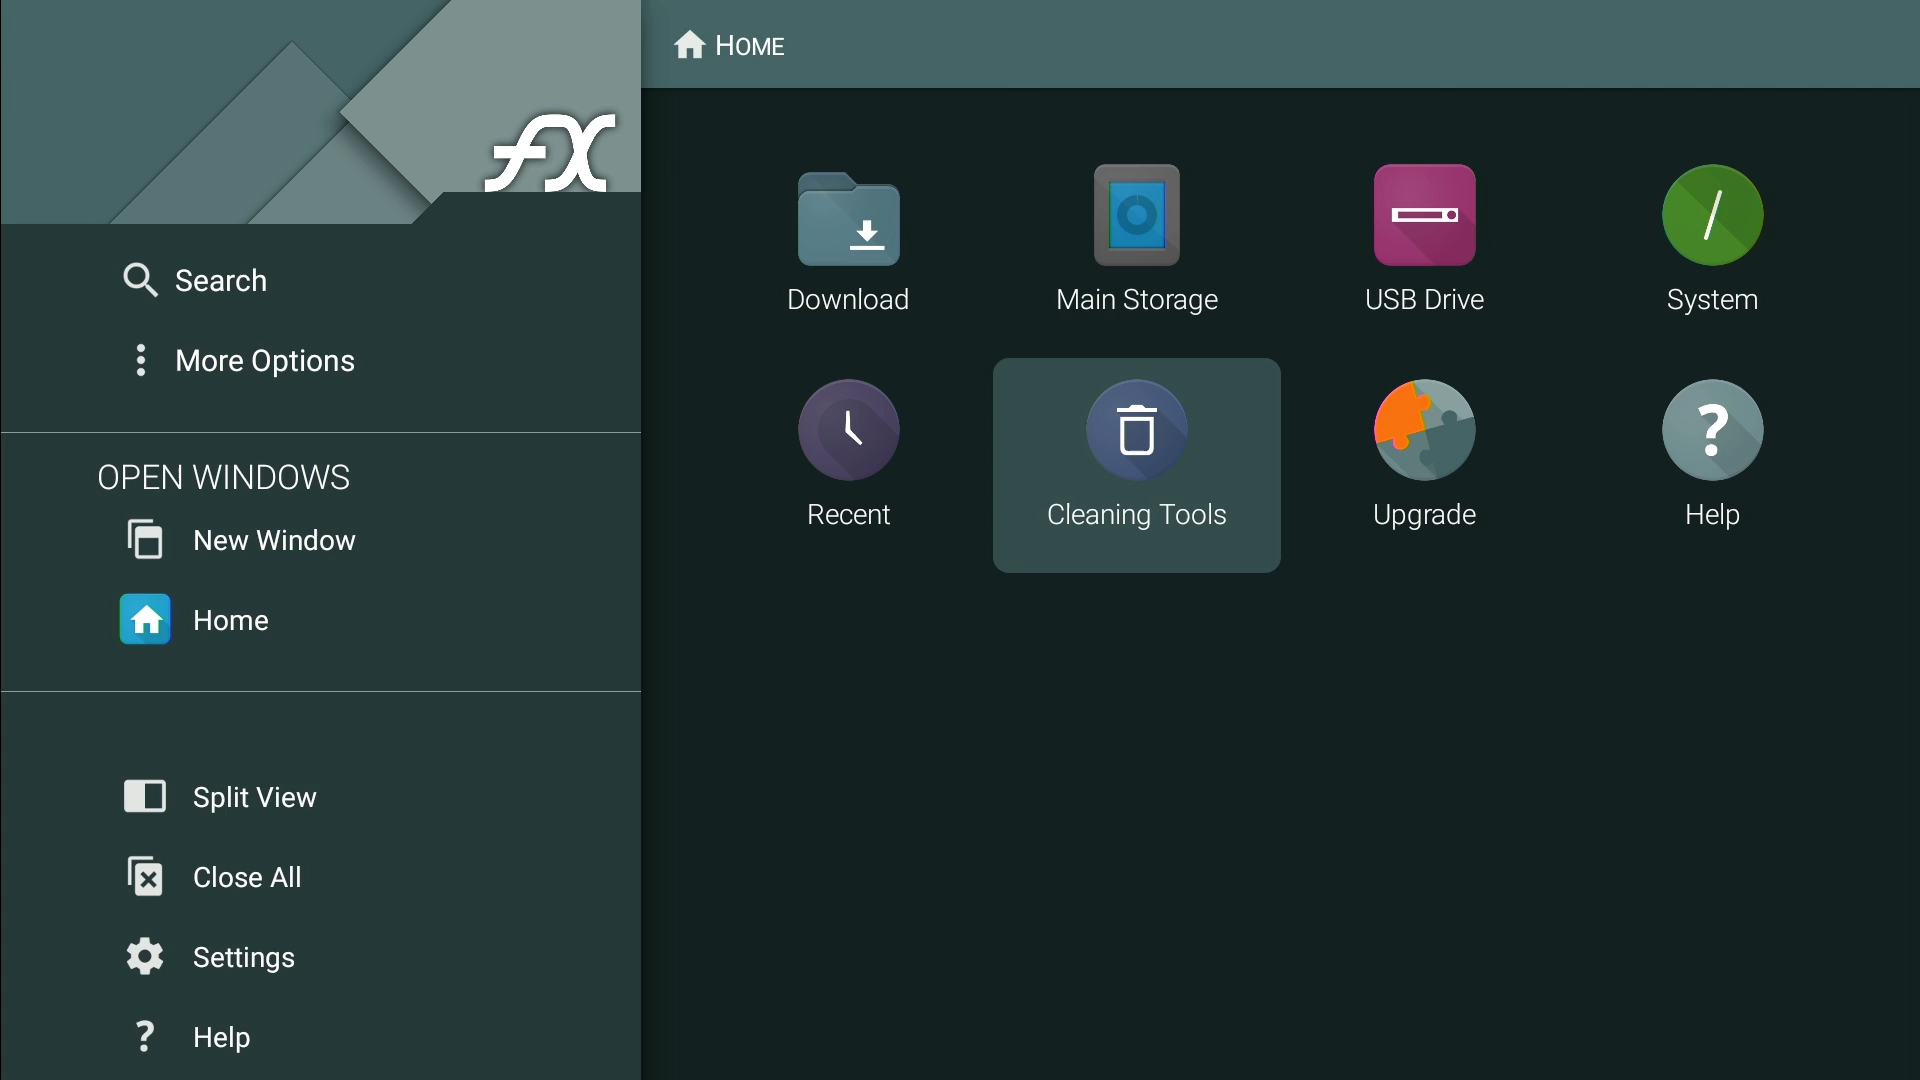 fX
HOME
Search
More Options
OPEN WINDOWS
New Window
Home
Split View
Close All
Settings
Help
Download
Main Storage
USB Drive
System
Recent
Cleaning Tools
Upgrade
Help